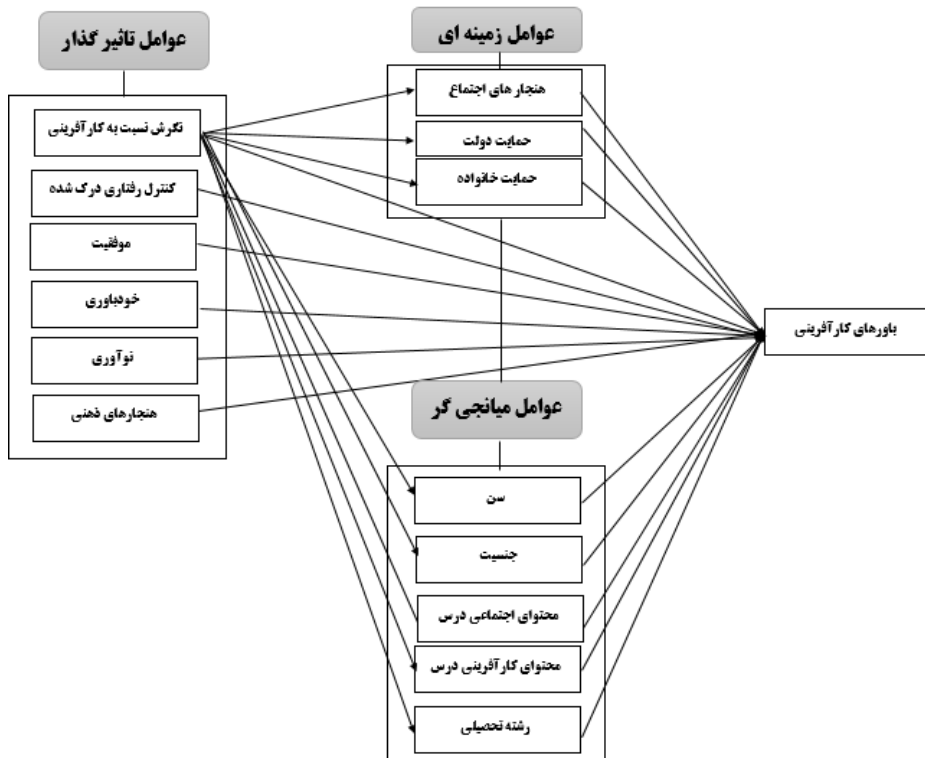 عوامل تاثیر گذار
عوامل زمینه ای
نگرش نسبت به کارآفرینی
کنترل رفتاری درک شده
موفقیت
خودباوری
نوآوری
هنجارهای ذهنی
هنجار های اجتماع
حمایت دولت
حمایت خانواده
باورهای کارآفرینی
عوامل میانجی گر
سن
جنسیت
محتوای اجتماعی درس
محتوای کارآفرینی درس
رشته تحصیلی